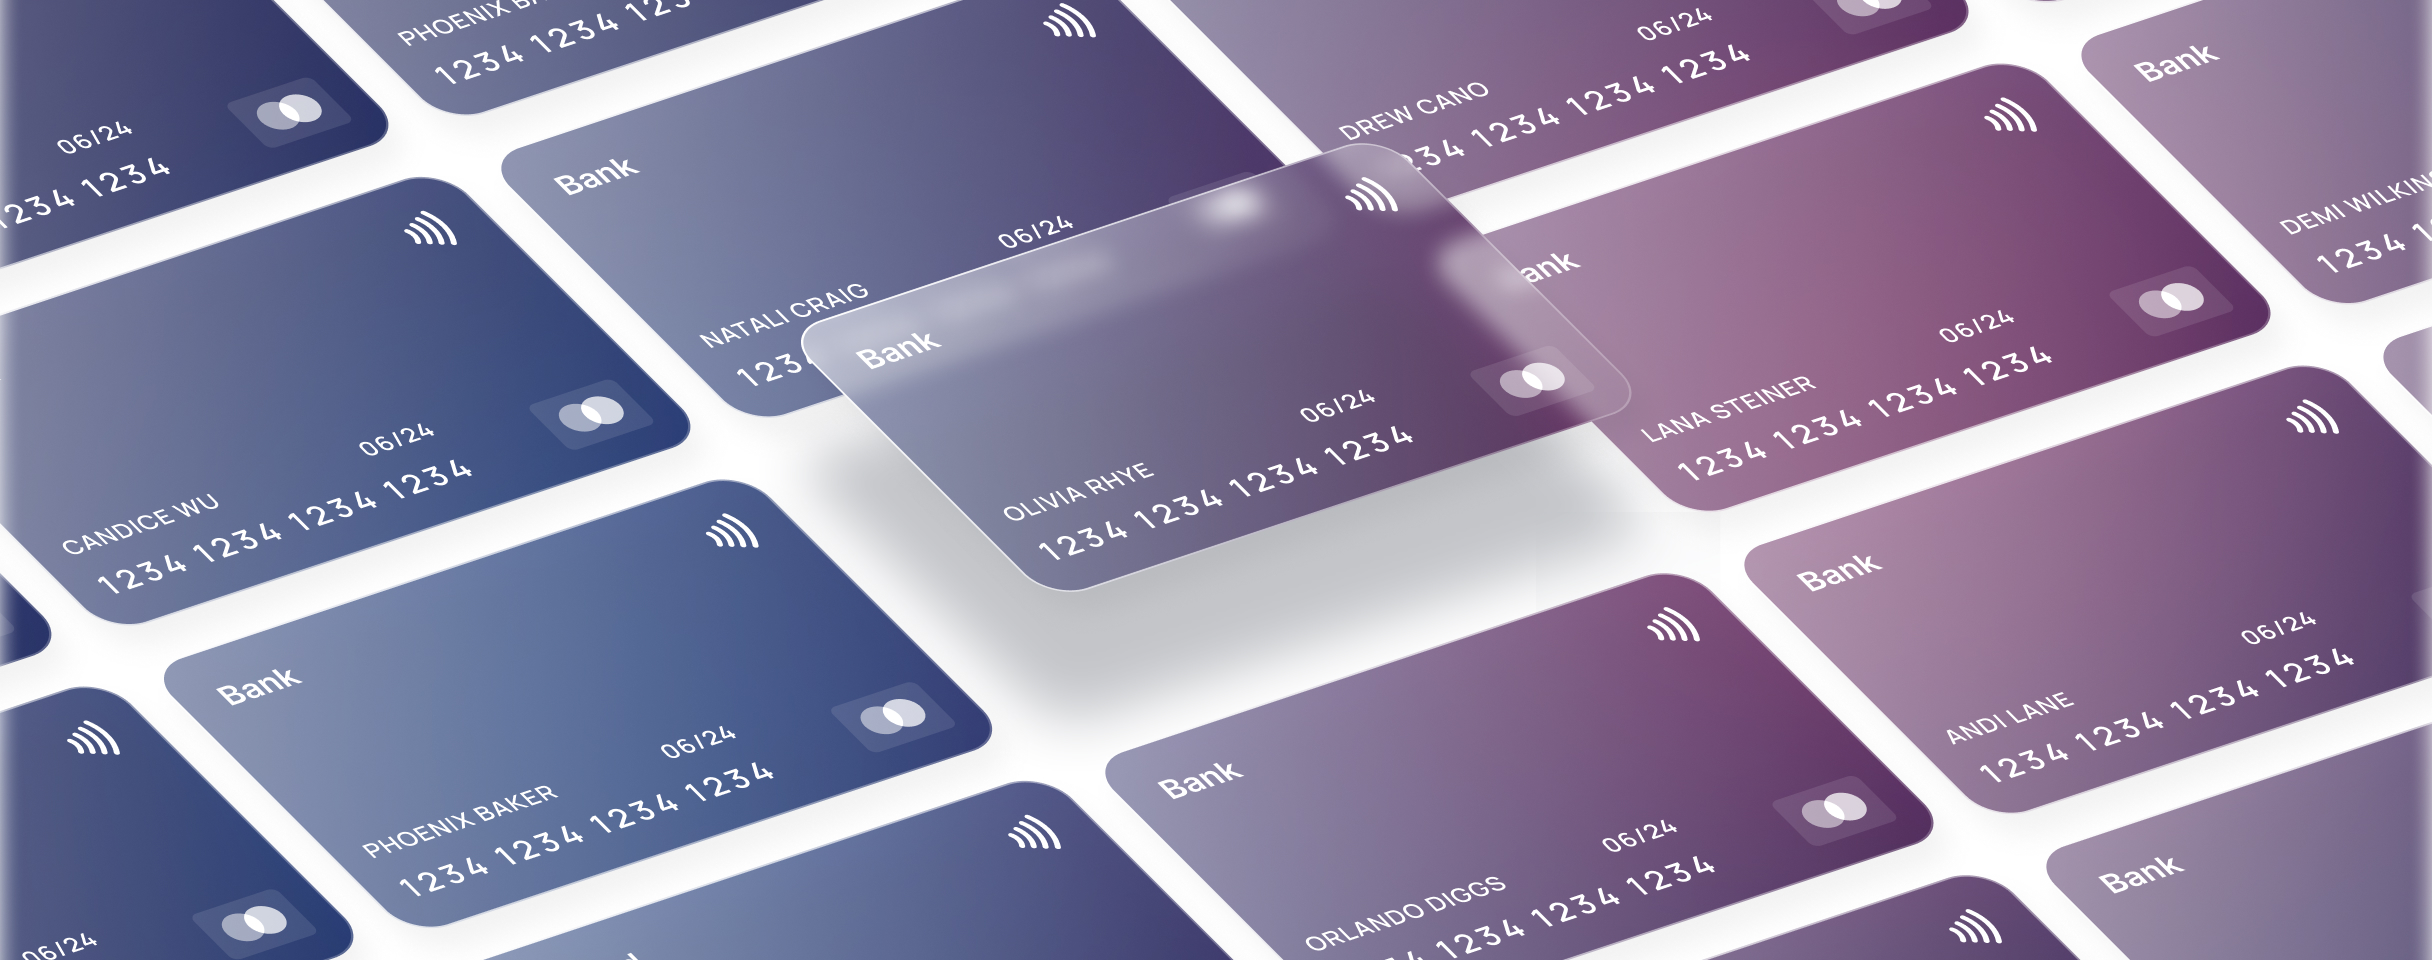 PHOENIX
1234 1234
06/24
1234 1234
Bank
06/24
NATALI CRAIG
06/24
DREW CANO
1234 1234 1234
Bank
DEMI
1234
06/24
CANDICE WU
1234 1234 1234 1234
Bank
06/24
OLIVIA RHYE
1234 1234 1234 1234
06/24
LANA STEINER
1234 1234 1234 1234
Bank
06/24
PHOENIX BAKER
1234 1234 1234 1234
Bank
06/24
ANDI LANE
1234 1234 1234 1234
Bank
06/24
ORLANDO DIGGS
1234 1234 1234
06/24
Bank